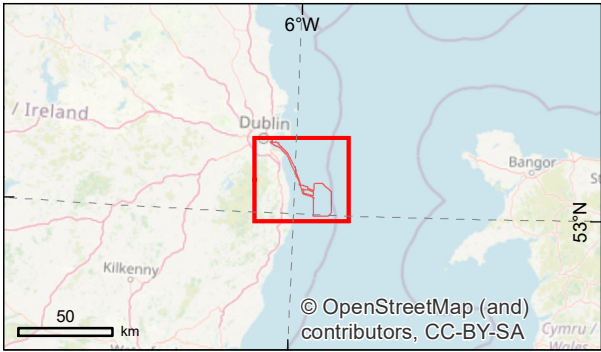 6°W
/ Ireland
Dublin
Bangor
53°N
Kilkenny
50
km
© OpenStreetMap (and)
contributors, CC-BY-SA
Cymru /
Wales